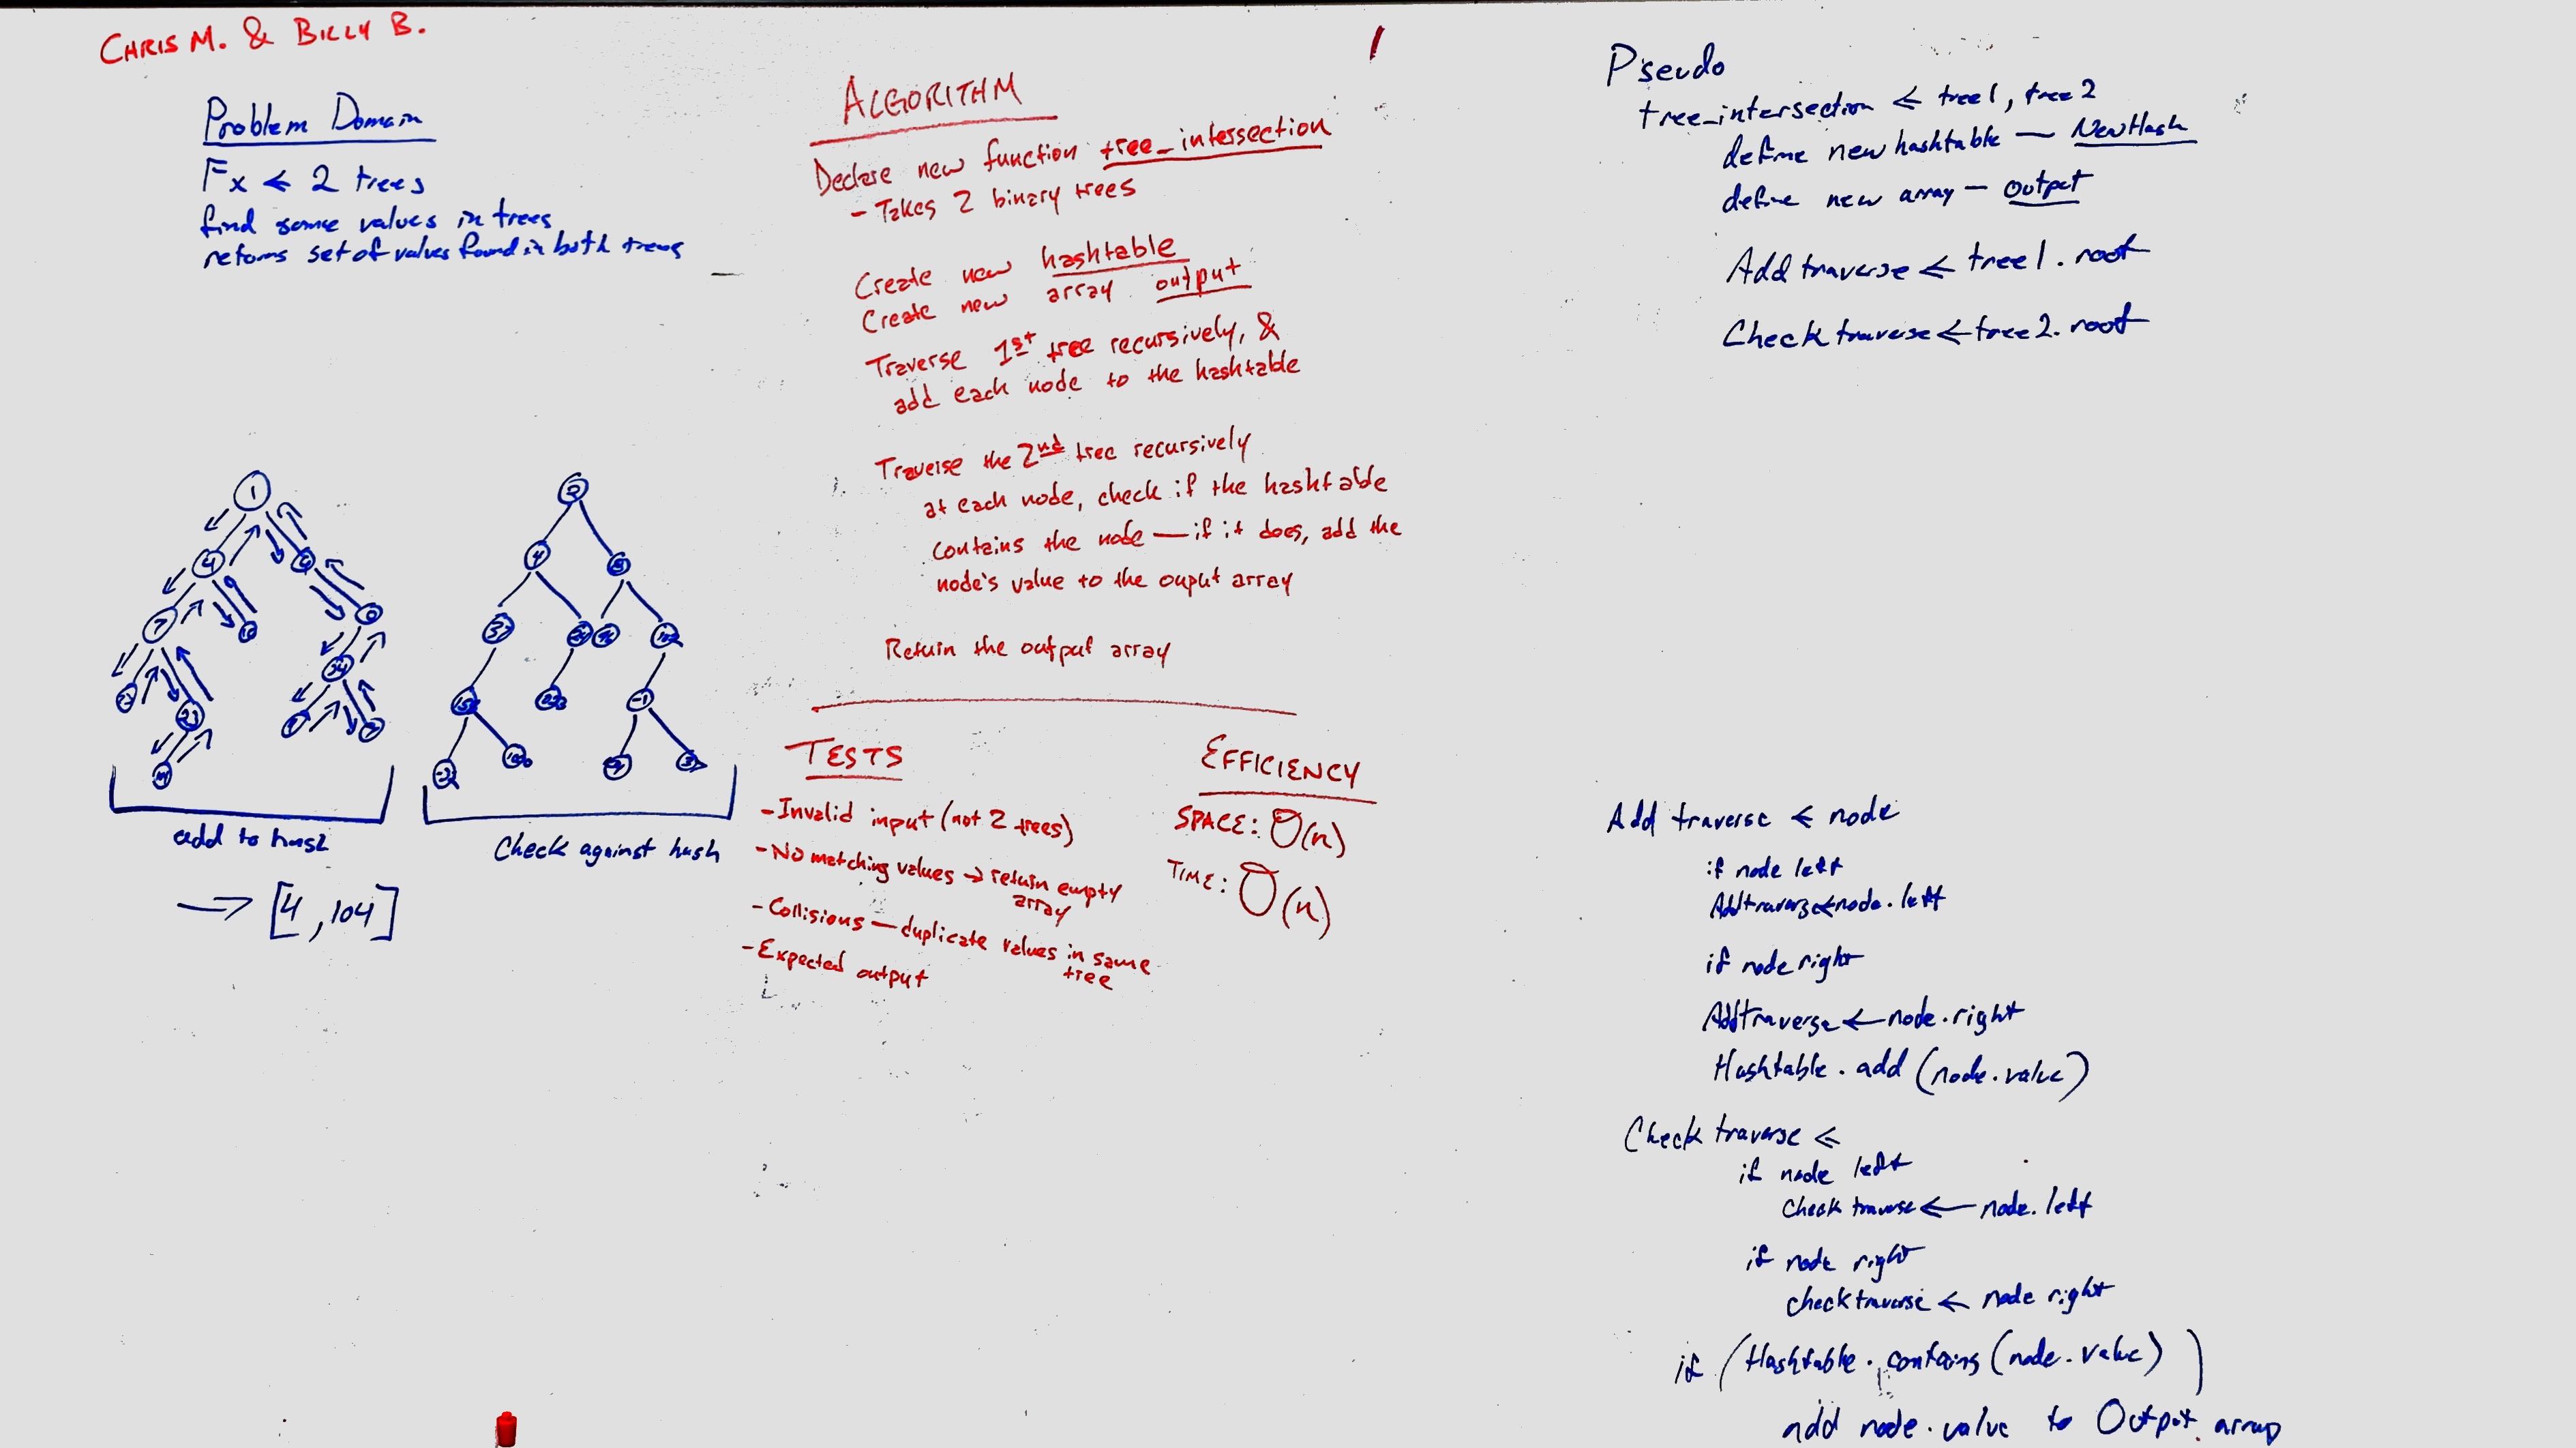 CHRIS M. & BILLY B.
Problem Domain
Fx ← 2 trees
find same values in trees
returns set of values found in both trees
1
4
7
4
add to hash
Check against hash
→ [4, 104]
ALGORITHM
Declare new function tree_intersection
- Takes 2 binary trees
Create new hashtable
Create new array output
Traverse 1st tree recursively, &
add each node to the hashtable
Traverse the 2nd tree recursively
at each node, check if the hashtable
contains the node — if it does, add the
node's value to the ouput array
Return the output array
TESTS
- Invalid input (not 2 trees)
- No matching values → return empty
array
- Collisions — duplicate values in same
tree
- Expected output
EFFICIENCY
SPACE: O(n)
TIME: O(n)
Pseudo
tree_intersection ← tree1, tree2
define new hashtable — NewHash
define new array — output
Add traverse ← tree1.root
Check traverse ← tree2.root
Add traverse ← node
if node left
Addtraverse ← node.left
if node right
Addtraverse ← node.right
Hashtable.add(node.value)
Check traverse ←
if node left
Check traverse ← node.left
if node right
check traverse ← node right
if (Hashtable.contains(node.value))
add node.value to Output array